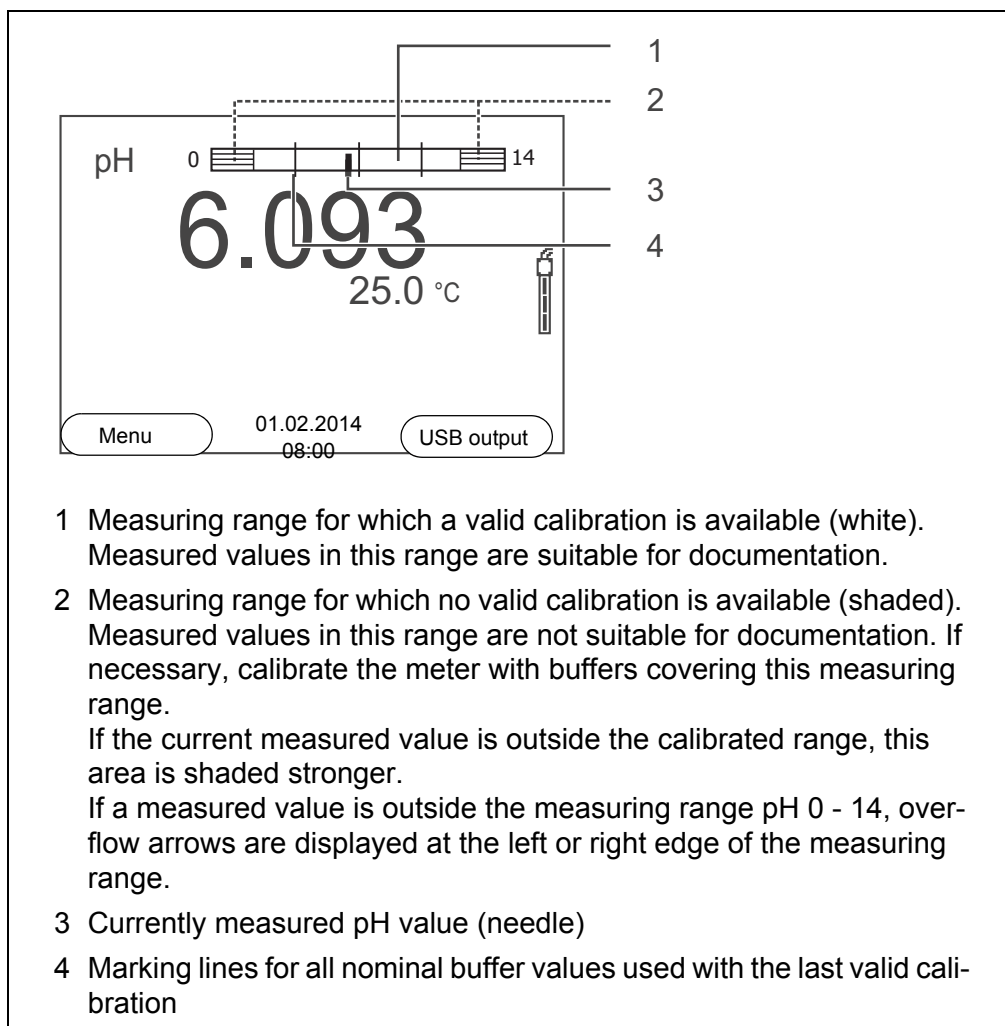 1
2
pH 0 14
3
6.093
4
25.0 °C
Menu
01.02.2014
08:00
USB output
1 Measuring range for which a valid calibration is available (white).
Measured values in this range are suitable for documentation.
2 Measuring range for which no valid calibration is available (shaded).
Measured values in this range are not suitable for documentation. If
necessary, calibrate the meter with buffers covering this measuring
range.
If the current measured value is outside the calibrated range, this
area is shaded stronger.
If a measured value is outside the measuring range pH 0 - 14, over-
flow arrows are displayed at the left or right edge of the measuring
range.
3 Currently measured pH value (needle)
4 Marking lines for all nominal buffer values used with the last valid cali-
bration